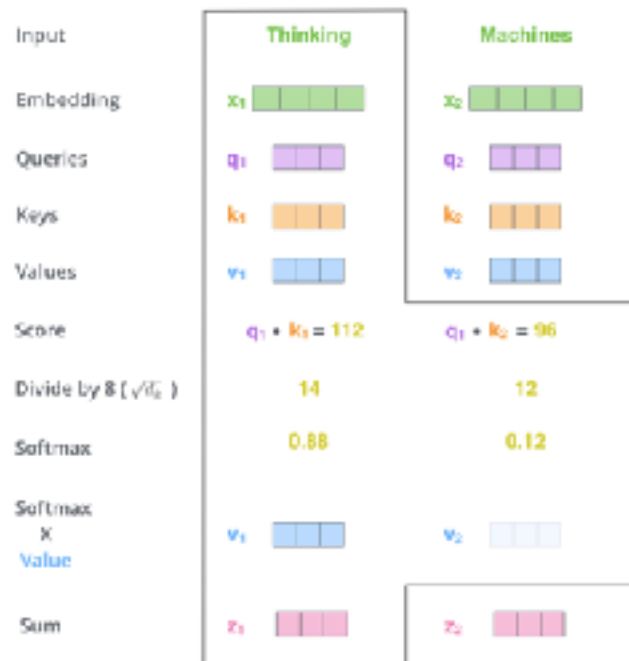 Input Thinking Machines
Embedding x₁ x₂
Queries q₁ q₂
Keys k₁ k₂
Values v₁ v₂
Score q₁ • k₁ = 112 q₁ • k₂ = 96
Divide by 8 ( √dₖ ) 14 12
Softmax 0.88 0.12
Softmax
X
Value v₁ v₂
Sum z₁ z₂